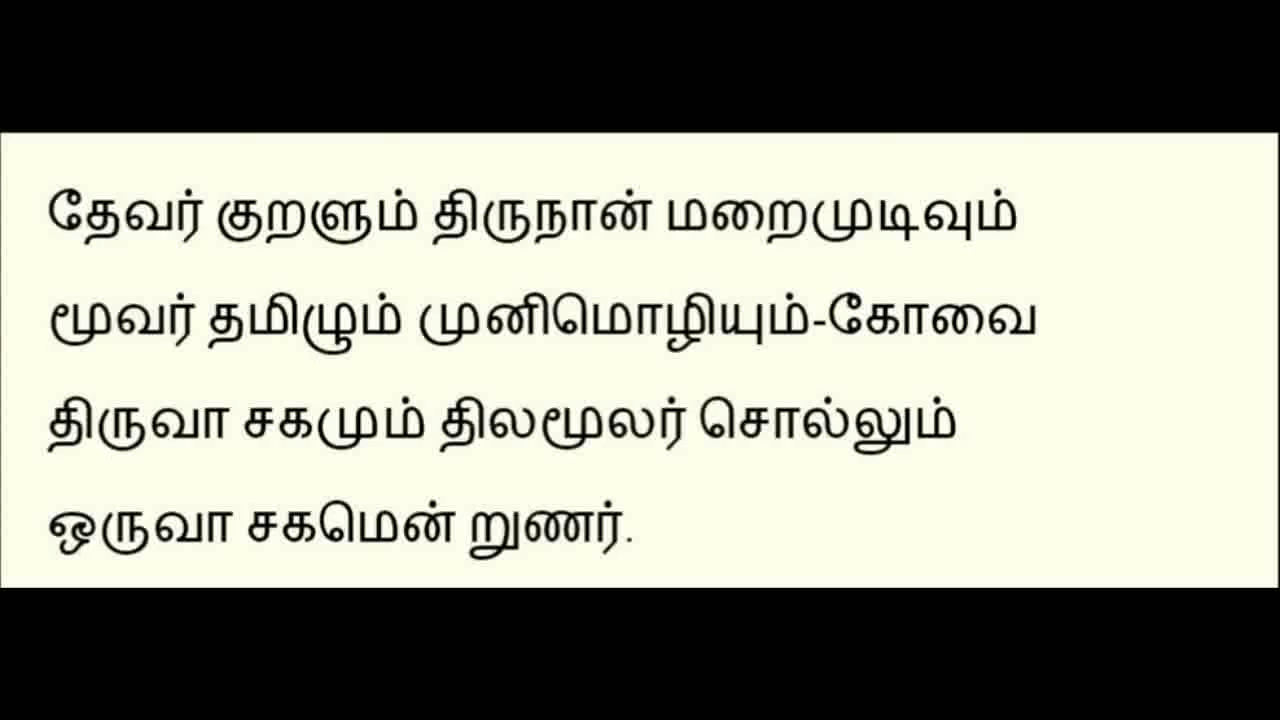 தேவர் குறளும் திருநான் மறைமுடிவும்
மூவர் தமிழும் முனிமொழியும்-கோவை
திருவா சகமும் திலமூலர் சொல்லும்
ஒருவா சகமென் றுணர்.